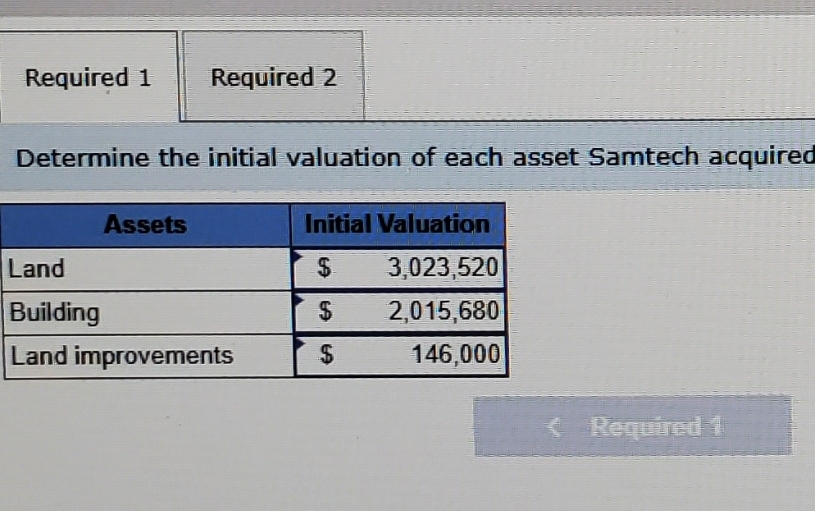 Required 1 Required 2
Determine the initial valuation of each asset Samtech acquired
Assets Initial Valuation
Land $ 3,023,520
Building $ 2,015,680
Land improvements $ 146,000
< Required 1